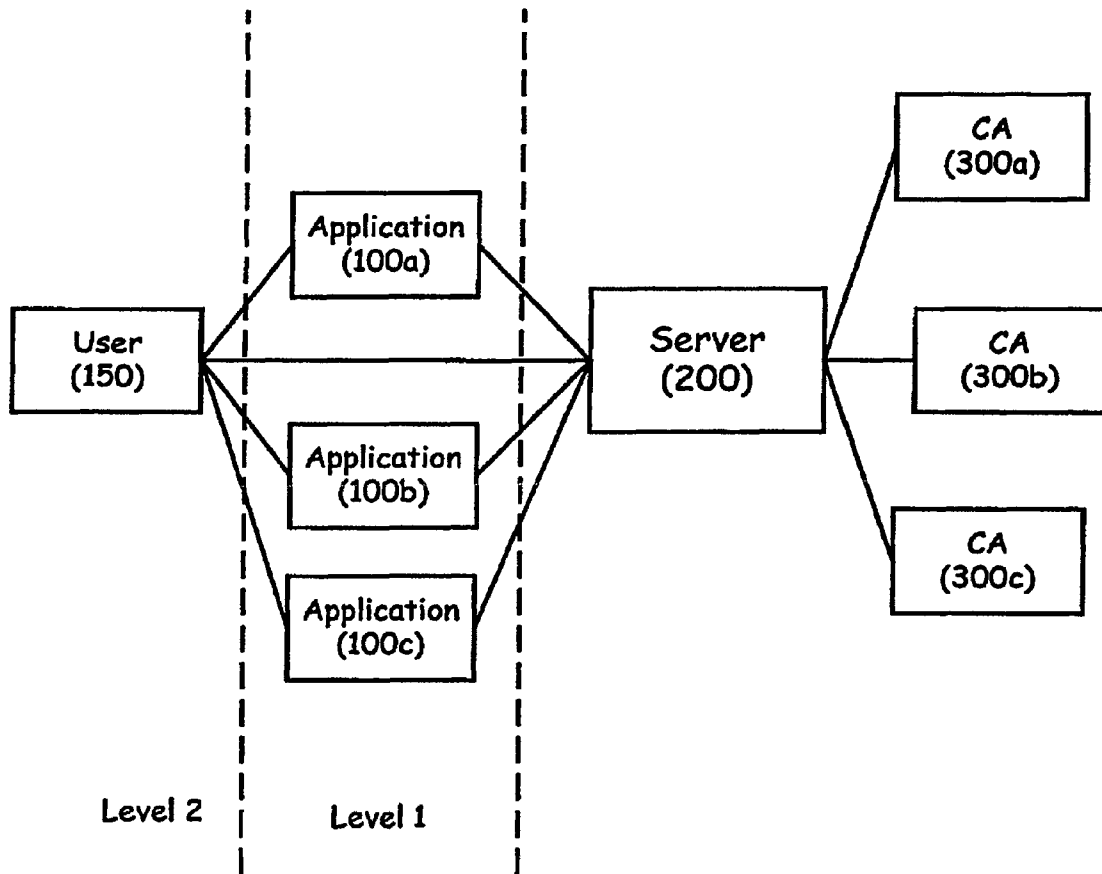 User
(150)
Application
(100a)
Application
(100b)
Application
(100c)
Server
(200)
CA
(300a)
CA
(300b)
CA
(300c)
Level 2
Level 1